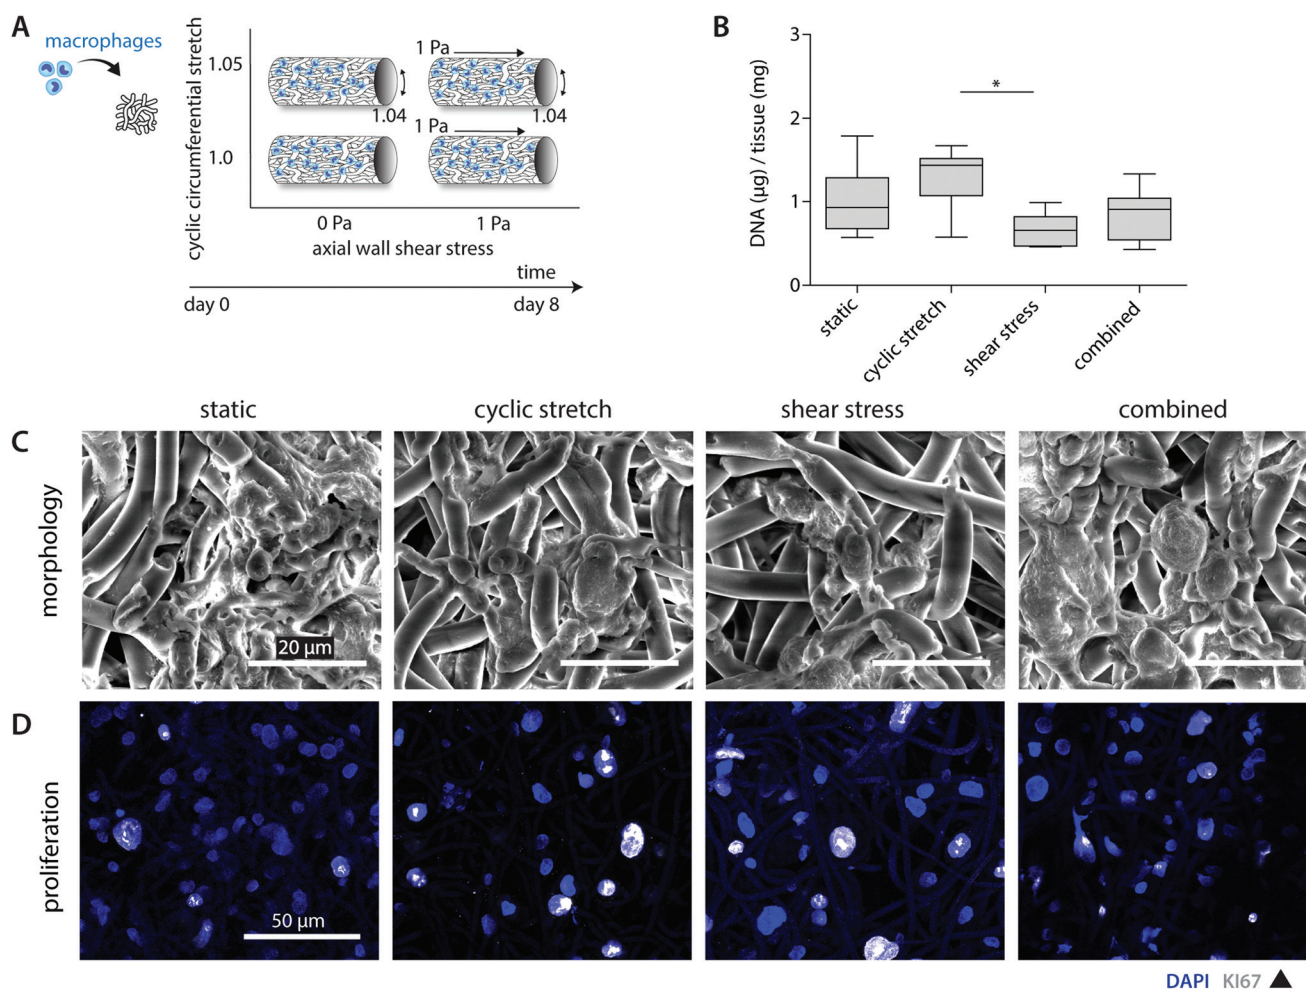 A
macrophages
cyclic circumferential stretch
1.05
1.0
1 Pa
1.04
1.04
1 Pa
0 Pa
1 Pa
axial wall shear stress
time
day 0
day 8
B
DNA (µg) / tissue (mg)
3
2
1
0
*
static
cyclic stretch
shear stress
combined
static
cyclic stretch
shear stress
combined
C
morphology
20 µm
D
proliferation
50 µm
DAPI KI67